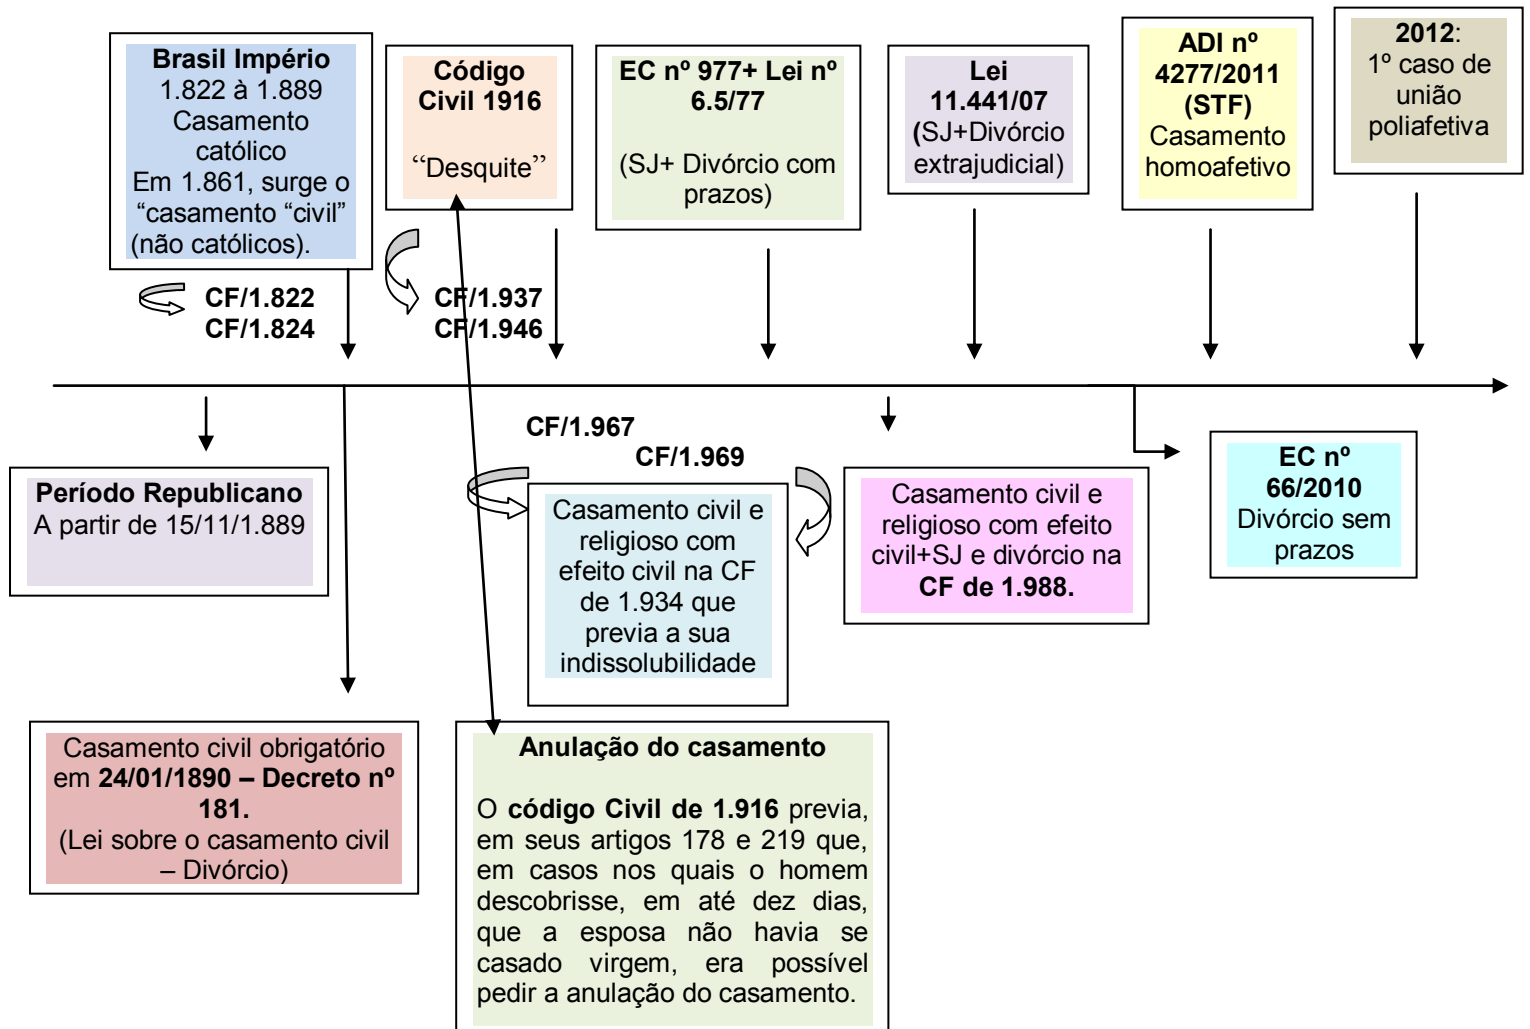 Brasil Império
1.822 à 1.889
Casamento
católico
Em 1.861, surge o
“casamento “civil”
(não católicos).
Código
Civil 1916
“Desquite”
EC nº 977+ Lei nº
6.5/77
(SJ+ Divórcio com
prazos)
Lei
11.441/07
(SJ+Divórcio
extrajudicial)
ADI nº
4277/2011
(STF)
Casamento
homoafetivo
2012:
1º caso de
união
poliafetiva
CF/1.822
CF/1.824
CF/1.937
CF/1.946
CF/1.967
CF/1.969
Período Republicano
A partir de 15/11/1.889
Casamento civil e
religioso com
efeito civil na CF
de 1.934 que
previa a sua
indissolubilidade
Casamento civil e
religioso com efeito
civil+SJ e divórcio na
CF de 1.988.
EC nº
66/2010
Divórcio sem
prazos
Casamento civil obrigatório
em 24/01/1890 – Decreto nº
181.
(Lei sobre o casamento civil
– Divórcio)
Anulação do casamento
O código Civil de 1.916 previa,
em seus artigos 178 e 219 que,
em casos nos quais o homem
descobrisse, em até dez dias,
que a esposa não havia se
casado virgem, era possível
pedir a anulação do casamento.